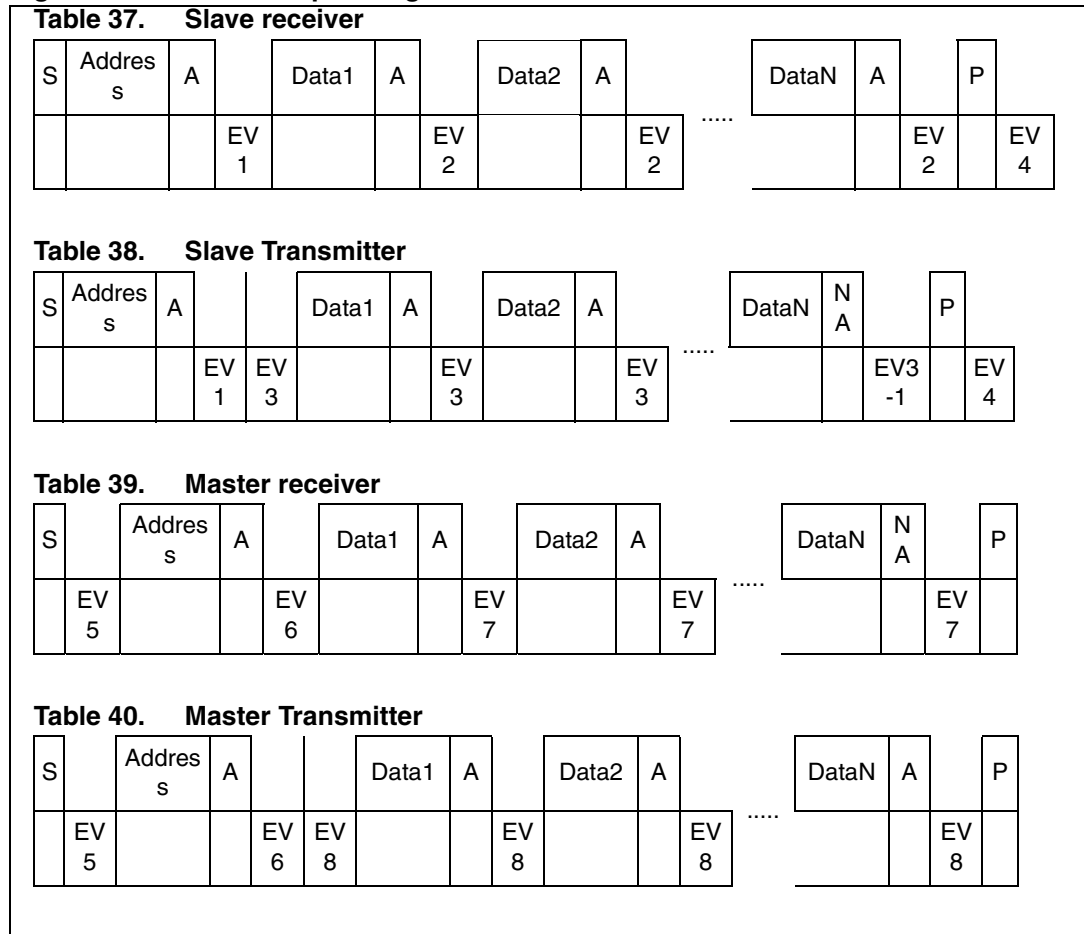 Table 37. Slave receiver
S Addres s A Data1 A Data2 A ..... DataN A P
EV 1 EV 2 EV 2 EV 2 EV 4
Table 38. Slave Transmitter
S Addres s A Data1 A Data2 A ..... DataN N A P
EV 1 EV 3 EV 3 EV 3 EV3 -1 EV 4
Table 39. Master receiver
S Addres s A Data1 A Data2 A ..... DataN N A P
EV 5 EV 6 EV 7 EV 7 EV 7
Table 40. Master Transmitter
S Addres s A Data1 A Data2 A ..... DataN A P
EV 5 EV 6 EV 8 EV 8 EV 8 EV 8